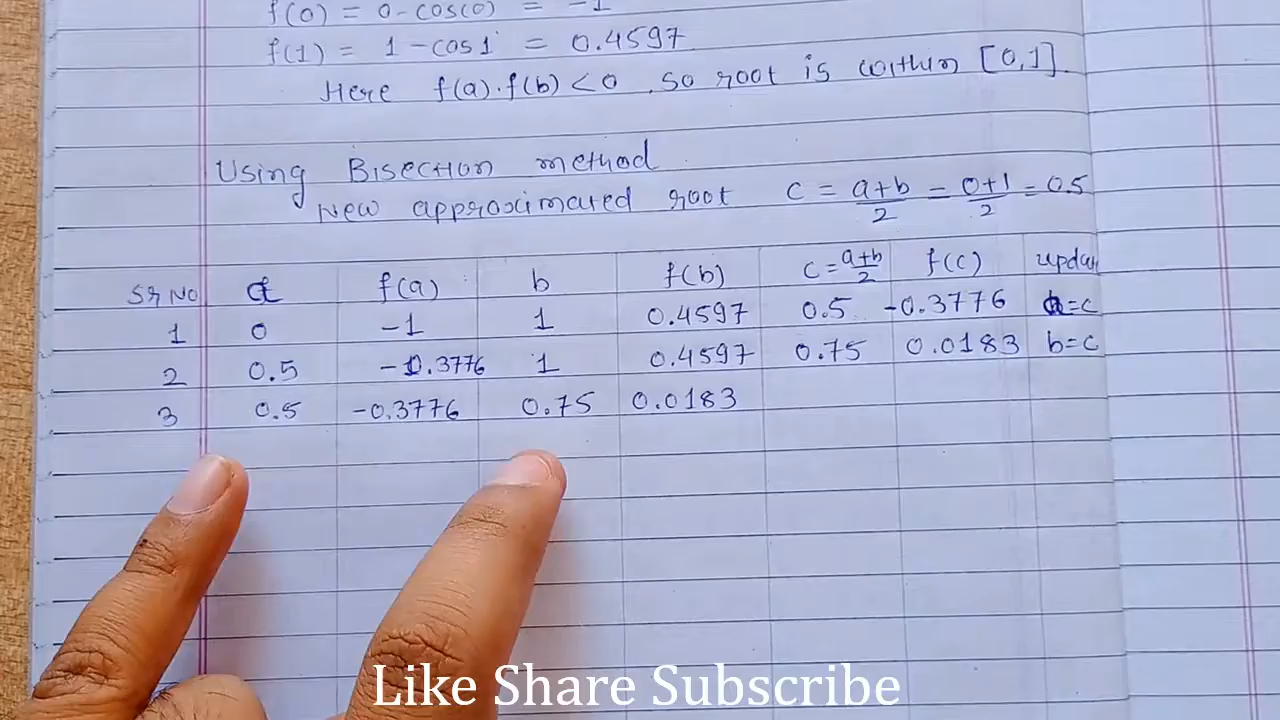 f(0) = 0-cos(0) = -1
f(1) = 1-cos1 = 0.4597
Here f(a).f(b)<0, so root is within [0,1].
Using Bisection method
New approximated root c = a+b/2 = 0+1/2 = 0.5
Sr No a f(a) b f(b) c=a+b/2 f(c) updat
1 0 -1 1 0.4597 0.5 -0.3776 a=c
2 0.5 -0.3776 1 0.4597 0.75 0.0183 b=c
3 0.5 -0.3776 0.75 0.0183
Like Share Subscribe